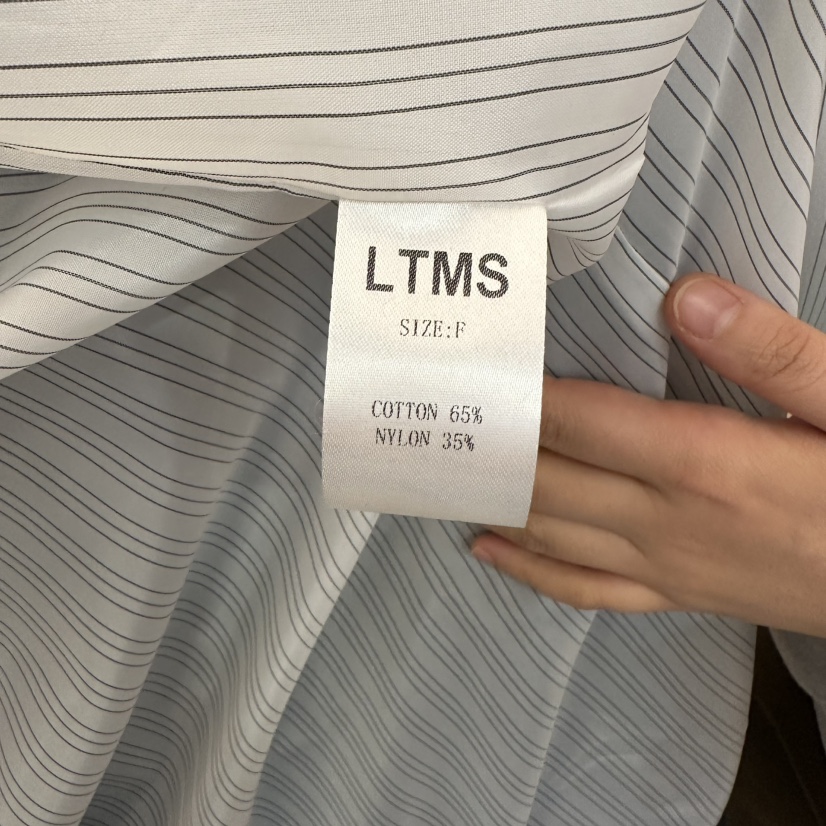 LTMS
SIZE:F
COTTON 65%
NYLON 35%